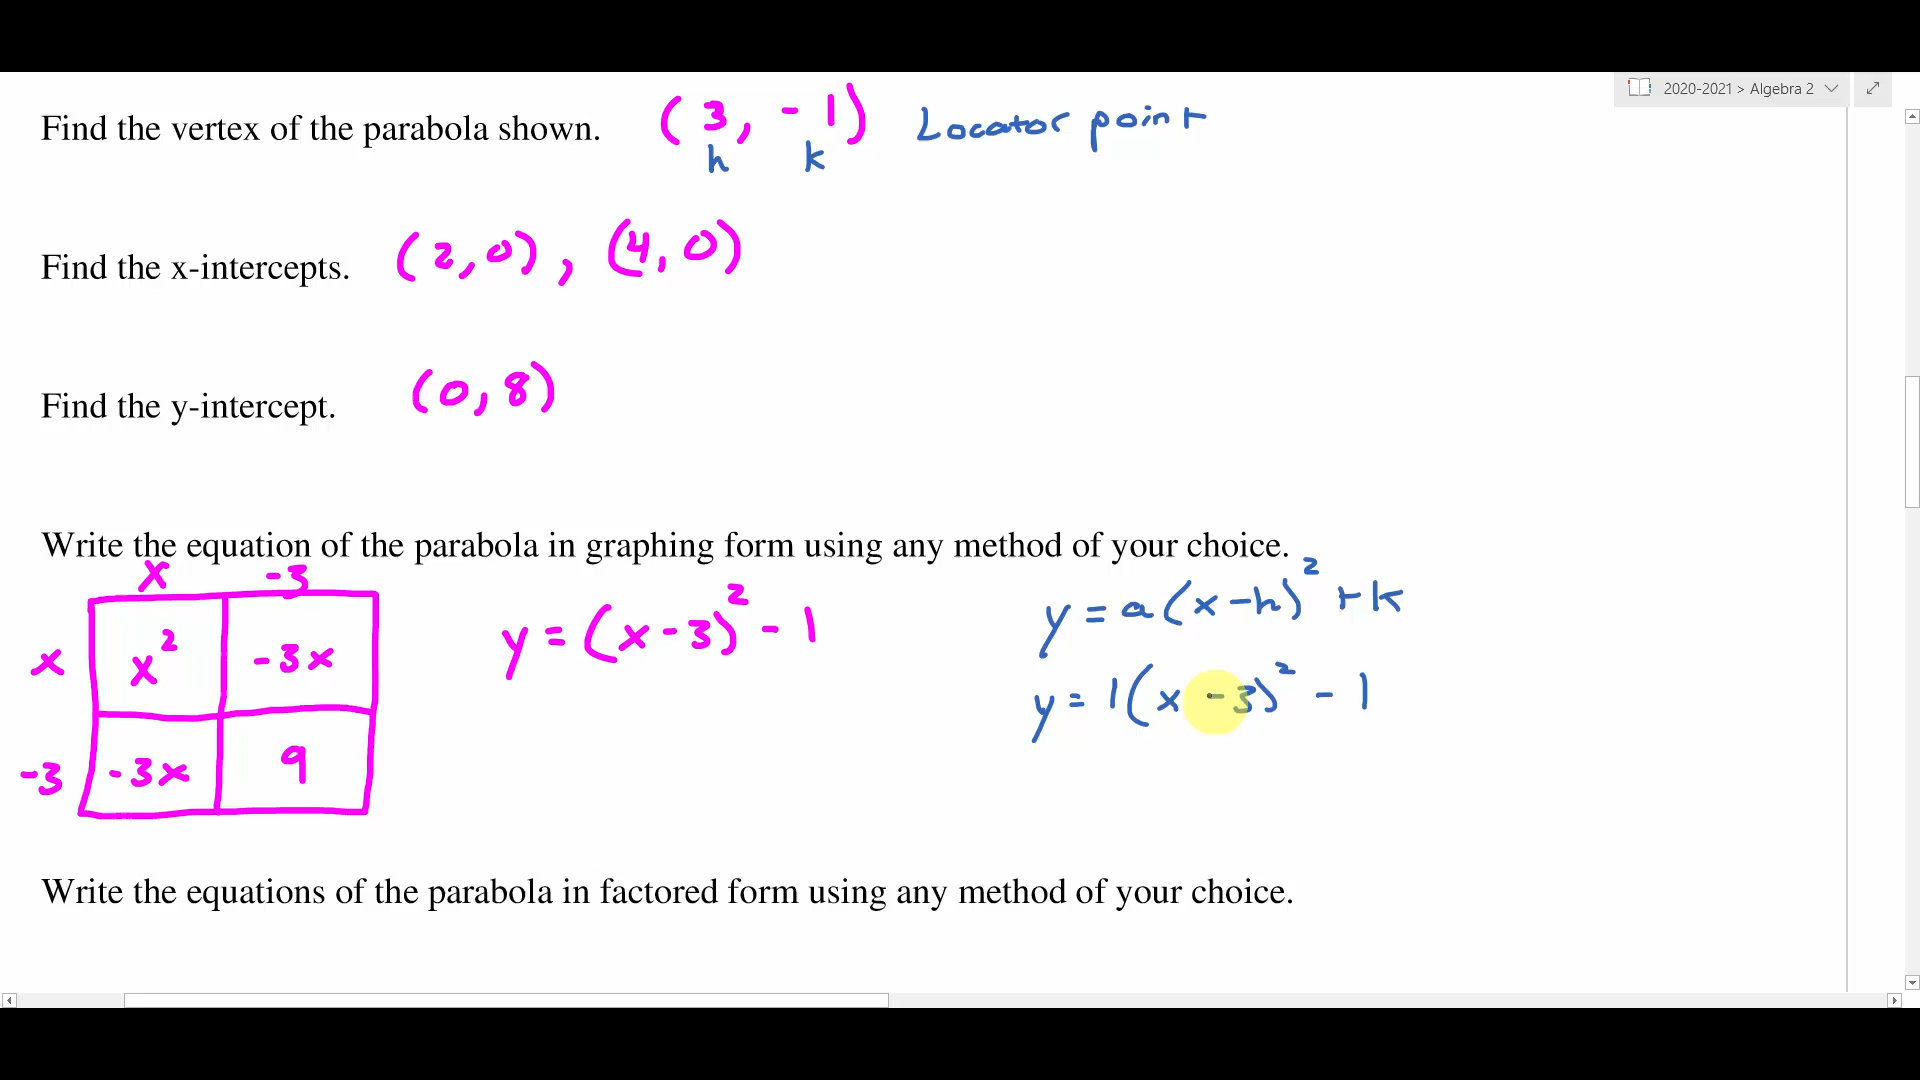 2020-2021 > Algebra 2
Find the vertex of the parabola shown. (3, -1) Locator point
h k
Find the x-intercepts. (2,0), (4,0)
Find the y-intercept. (0,8)
Write the equation of the parabola in graphing form using any method of your choice.
x -3
y = (x-3)² - 1
y = a(x-h)² + k
x x² -3x
y = 1(x-3)² - 1
-3 -3x 9
Write the equations of the parabola in factored form using any method of your choice.